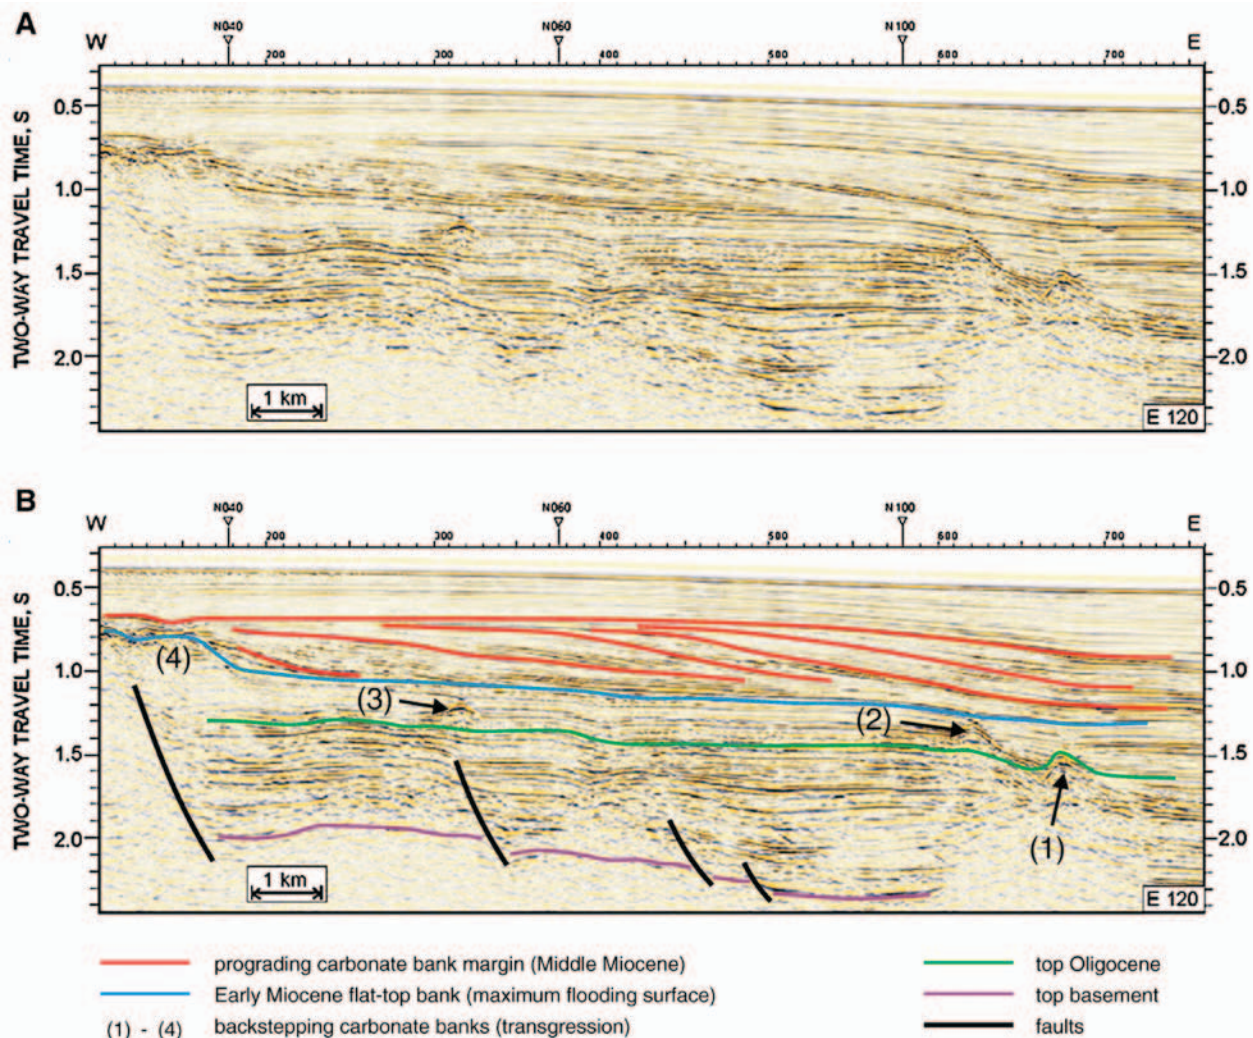 A
W N040 N060 N100 E
200 300 400 500 600 700
TWO-WAY TRAVEL TIME, S
0.5 0.5
1.0 1.0
1.5 1.5
2.0 2.0
1 km
E 120
B
W N040 N060 N100 E
200 300 400 500 600 700
TWO-WAY TRAVEL TIME, S
0.5 0.5
(4)
1.0 1.0
(3)
(2)
1.5 1.5
2.0 2.0
(1)
1 km
E 120
prograding carbonate bank margin (Middle Miocene) top Oligocene
Early Miocene flat-top bank (maximum flooding surface) top basement
(1) - (4) backstepping carbonate banks (transgression) faults